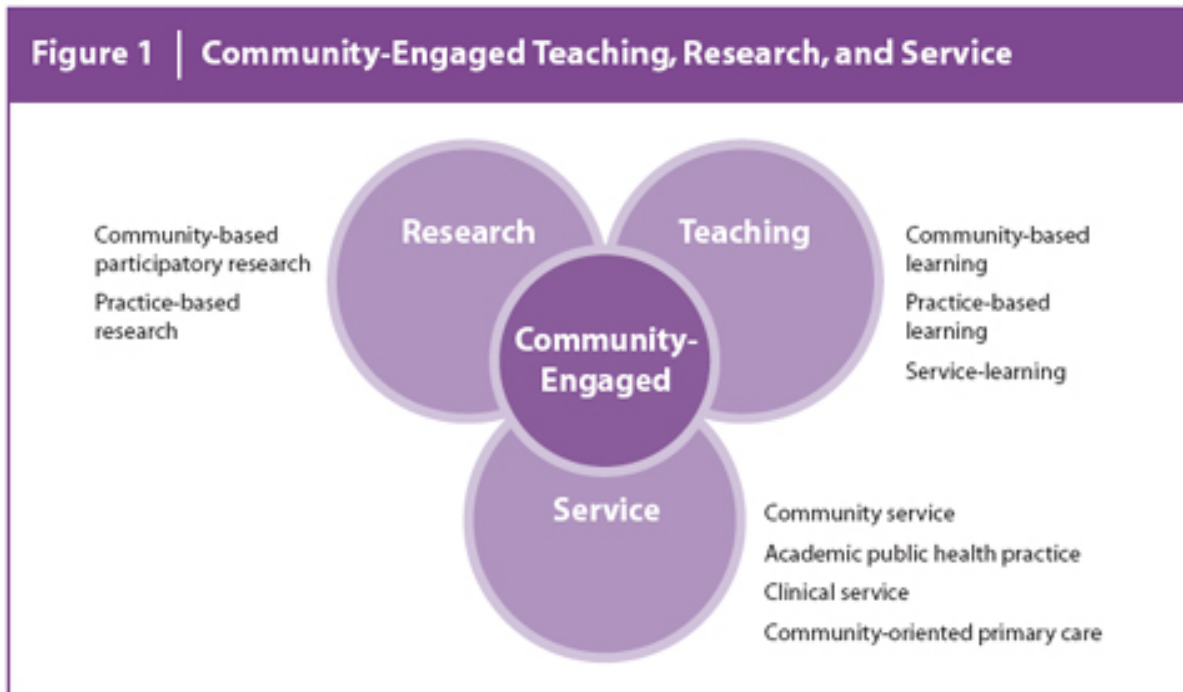 Figure 1 | Community-Engaged Teaching, Research, and Service
Research
Community-based
participatory research
Practice-based
research
Teaching
Community-based
learning
Practice-based
learning
Service-learning
Community-
Engaged
Service
Community service
Academic public health practice
Clinical service
Community-oriented primary care